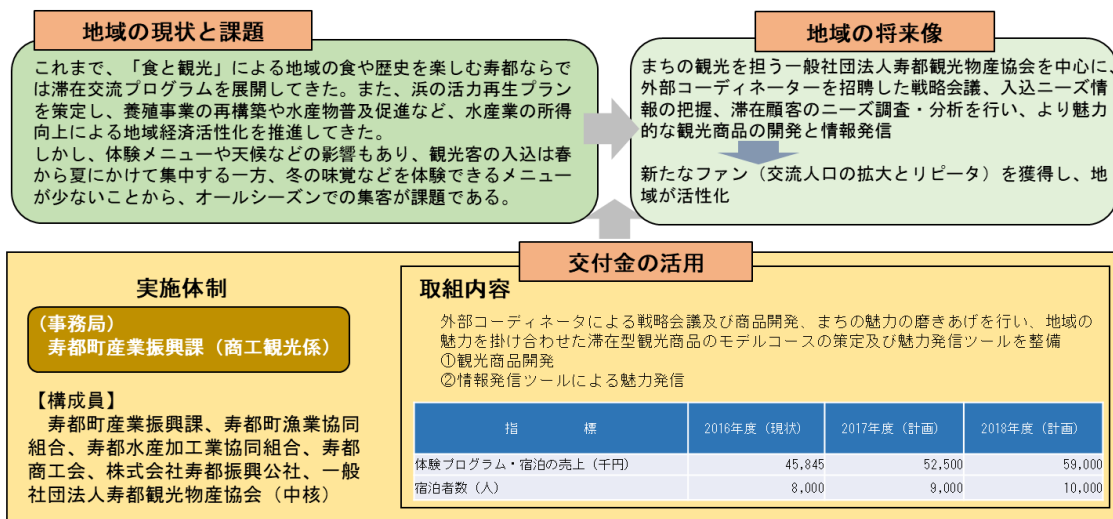 地域の現状と課題
これまで、「食と観光」による地域の食や歴史を楽しむ寿都ならで
は滞在交流プログラムを展開してきた。また、浜の活力再生プラン
を策定し、養殖事業の再構築や水産物普及促進など、水産業の所得
向上による地域経済活性化を推進してきた。
しかし、体験メニューや天候などの影響もあり、観光客の入込は春
から夏にかけて集中する一方、冬の味覚などを体験できるメニュー
が少ないことから、オールシーズンでの集客が課題である。
地域の将来像
まちの観光を担う一般社団法人寿都観光物産協会を中心に、
外部コーディネーターを招聘した戦略会議、入込ニーズ情
報の把握、滞在顧客のニーズ調査・分析を行い、より魅力
的な観光商品の開発と情報発信
新たなファン（交流人口の拡大とリピータ）を獲得し、地
域が活性化
交付金の活用
実施体制
（事務局）
寿都町産業振興課（商工観光係）
【構成員】
寿都町産業振興課、寿都町漁業協同
組合、寿都水産加工業協同組合、寿都
商工会、株式会社寿都振興公社、一般
社団法人寿都観光物産協会（中核）
取組内容
外部コーディネータによる戦略会議及び商品開発、まちの魅力の磨きあげを行い、地域の
魅力を掛け合わせた滞在型観光商品のモデルコースの策定及び魅力発信ツールを整備
①観光商品開発
②情報発信ツールによる魅力発信
指　標 2016年度（現状） 2017年度（計画） 2018年度（計画）
体験プログラム・宿泊の売上（千円） 45,845 52,500 59,000
宿泊者数（人） 8,000 9,000 10,000